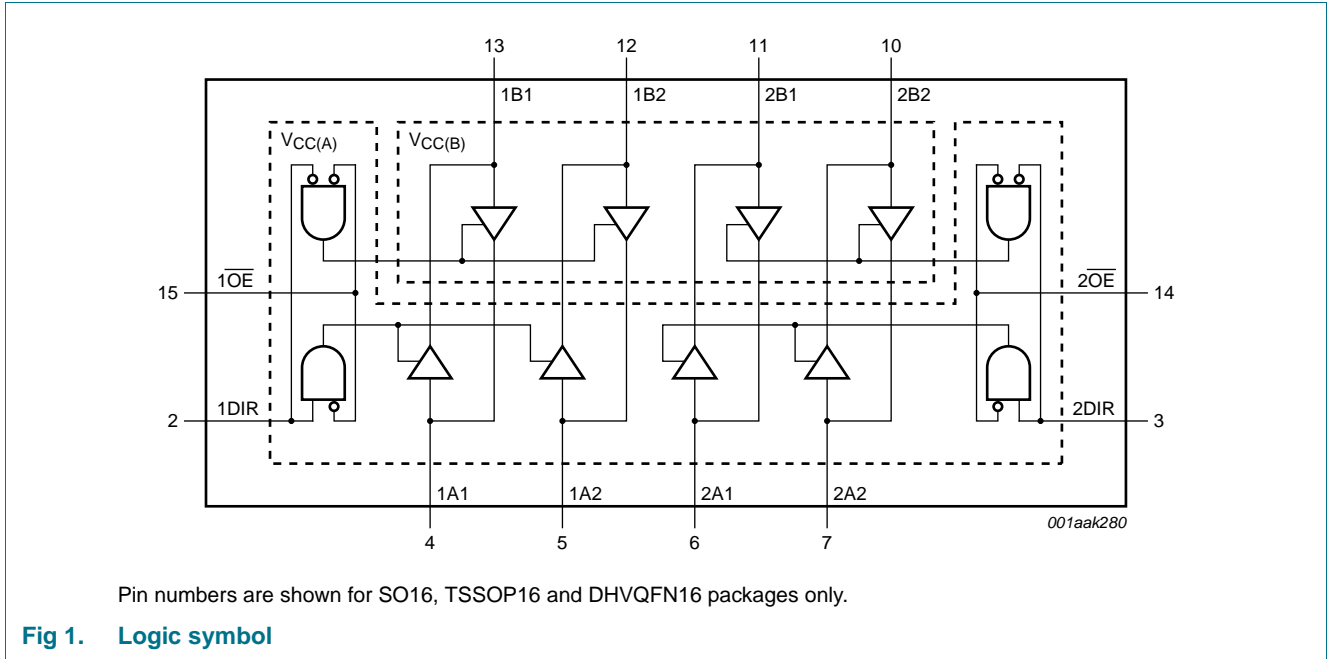 13 12 11 10
1B1 1B2 2B1 2B2
VCC(A) VCC(B)
15 1OE 2OE 14
2 1DIR 2DIR 3
1A1 1A2 2A1 2A2
001aak280
4 5 6 7
Pin numbers are shown for SO16, TSSOP16 and DHVQFN16 packages only.
Fig 1. Logic symbol